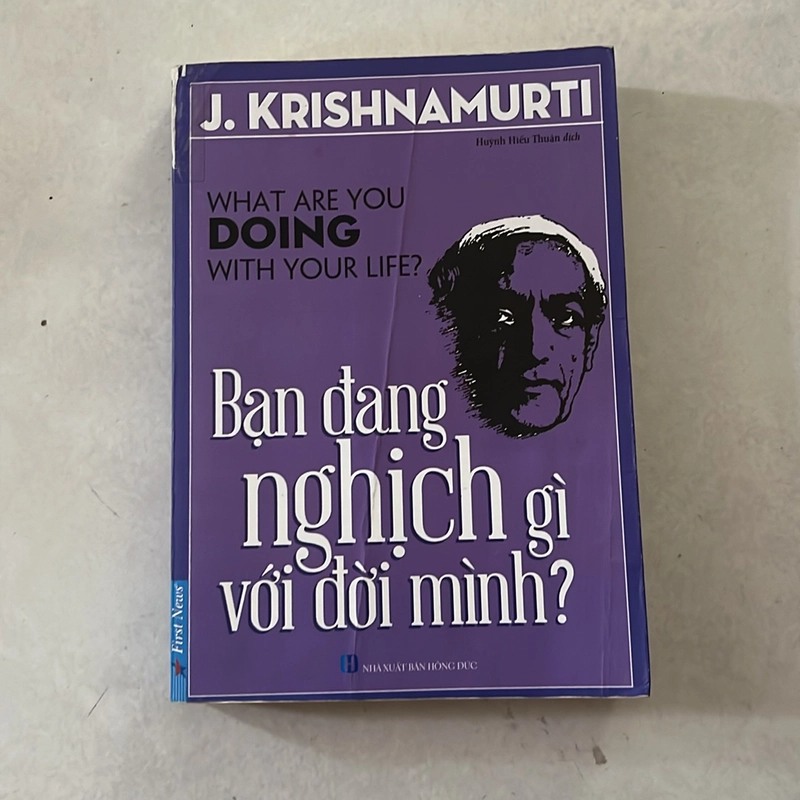 J. KRISHNAMURTI
Huỳnh Hiếu Thuận dịch
WHAT ARE YOU
DOING
WITH YOUR LIFE?
Bạn đang
nghịch gì
với đời mình?
First News
NHÀ XUẤT BẢN HỒNG ĐỨC